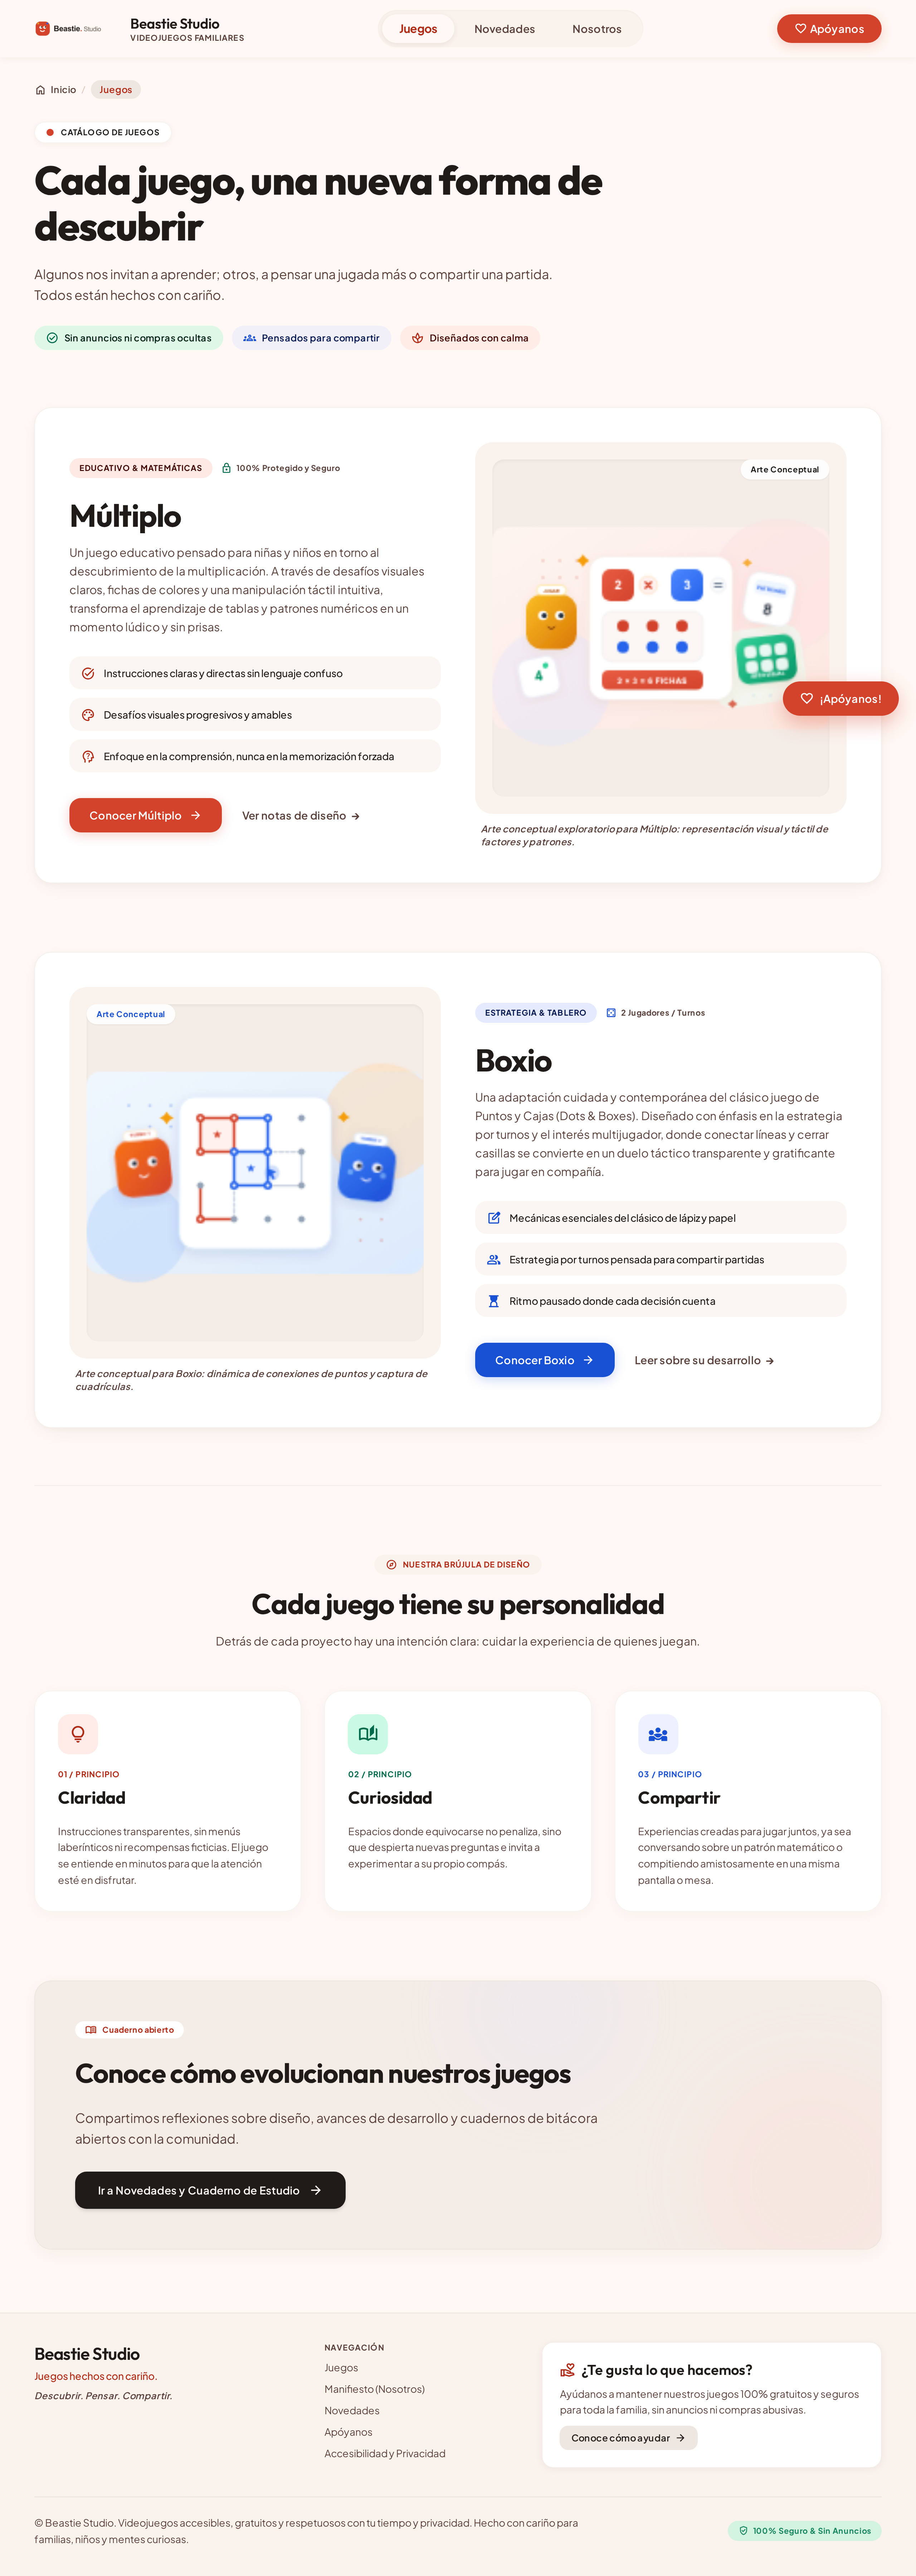 Beastie. Studio
Beastie Studio
VIDEOJUEGOS FAMILIARES
Juegos
Novedades
Nosotros
Apóyanos
Inicio / Juegos
CATÁLOGO DE JUEGOS
Cada juego, una nueva forma de
descubrir
Algunos nos invitan a aprender; otros, a pensar una jugada más o compartir una partida.
Todos están hechos con cariño.
Sin anuncios ni compras ocultas
Pensados para compartir
Diseñados con calma
EDUCATIVO & MATEMÁTICAS
100% Protegido y Seguro
Múltiplo
Un juego educativo pensado para niñas y niños en torno al
descubrimiento de la multiplicación. A través de desafíos visuales
claros, fichas de colores y una manipulación táctil intuitiva,
transforma el aprendizaje de tablas y patrones numéricos en un
momento lúdico y sin prisas.
Instrucciones claras y directas sin lenguaje confuso
Desafíos visuales progresivos y amables
Enfoque en la comprensión, nunca en la memorización forzada
Conocer Múltiplo →
Ver notas de diseño →
Arte Conceptual
2 × 3 =
8
4
2 × 3 = 6 FICHAS
¡Apóyanos!
Arte conceptual exploratorio para Múltiplo: representación visual y táctil de
factores y patrones.
Arte Conceptual
Arte conceptual para Boxio: dinámica de conexiones de puntos y captura de
cuadrículas.
ESTRATEGIA & TABLERO
2 Jugadores / Turnos
Boxio
Una adaptación cuidada y contemporánea del clásico juego de
Puntos y Cajas (Dots & Boxes). Diseñado con énfasis en la estrategia
por turnos y el interés multijugador, donde conectar líneas y cerrar
casillas se convierte en un duelo táctico transparente y gratificante
para jugar en compañía.
Mecánicas esenciales del clásico de lápiz y papel
Estrategia por turnos pensada para compartir partidas
Ritmo pausado donde cada decisión cuenta
Conocer Boxio →
Leer sobre su desarrollo →
NUESTRA BRÚJULA DE DISEÑO
Cada juego tiene su personalidad
Detrás de cada proyecto hay una intención clara: cuidar la experiencia de quienes juegan.
01 / PRINCIPIO
Claridad
Instrucciones transparentes, sin menús
laberínticos ni recompensas ficticias. El juego
se entiende en minutos para que la atención
esté en disfrutar.
02 / PRINCIPIO
Curiosidad
Espacios donde equivocarse no penaliza, sino
que despierta nuevas preguntas e invita a
experimentar a su propio compás.
03 / PRINCIPIO
Compartir
Experiencias creadas para jugar juntos, ya sea
conversando sobre un patrón matemático o
compitiendo amistosamente en una misma
pantalla o mesa.
Cuaderno abierto
Conoce cómo evolucionan nuestros juegos
Compartimos reflexiones sobre diseño, avances de desarrollo y cuadernos de bitácora
abiertos con la comunidad.
Ir a Novedades y Cuaderno de Estudio →
Beastie Studio
Juegos hechos con cariño.
Descubrir. Pensar. Compartir.
NAVEGACIÓN
Juegos
Manifiesto (Nosotros)
Novedades
Apóyanos
Accesibilidad y Privacidad
¿Te gusta lo que hacemos?
Ayúdanos a mantener nuestros juegos 100% gratuitos y seguros
para toda la familia, sin anuncios ni compras abusivas.
Conoce cómo ayudar →
© Beastie Studio. Videojuegos accesibles, gratuitos y respetuosos con tu tiempo y privacidad. Hecho con cariño para
familias, niños y mentes curiosas.
100% Seguro & Sin Anuncios